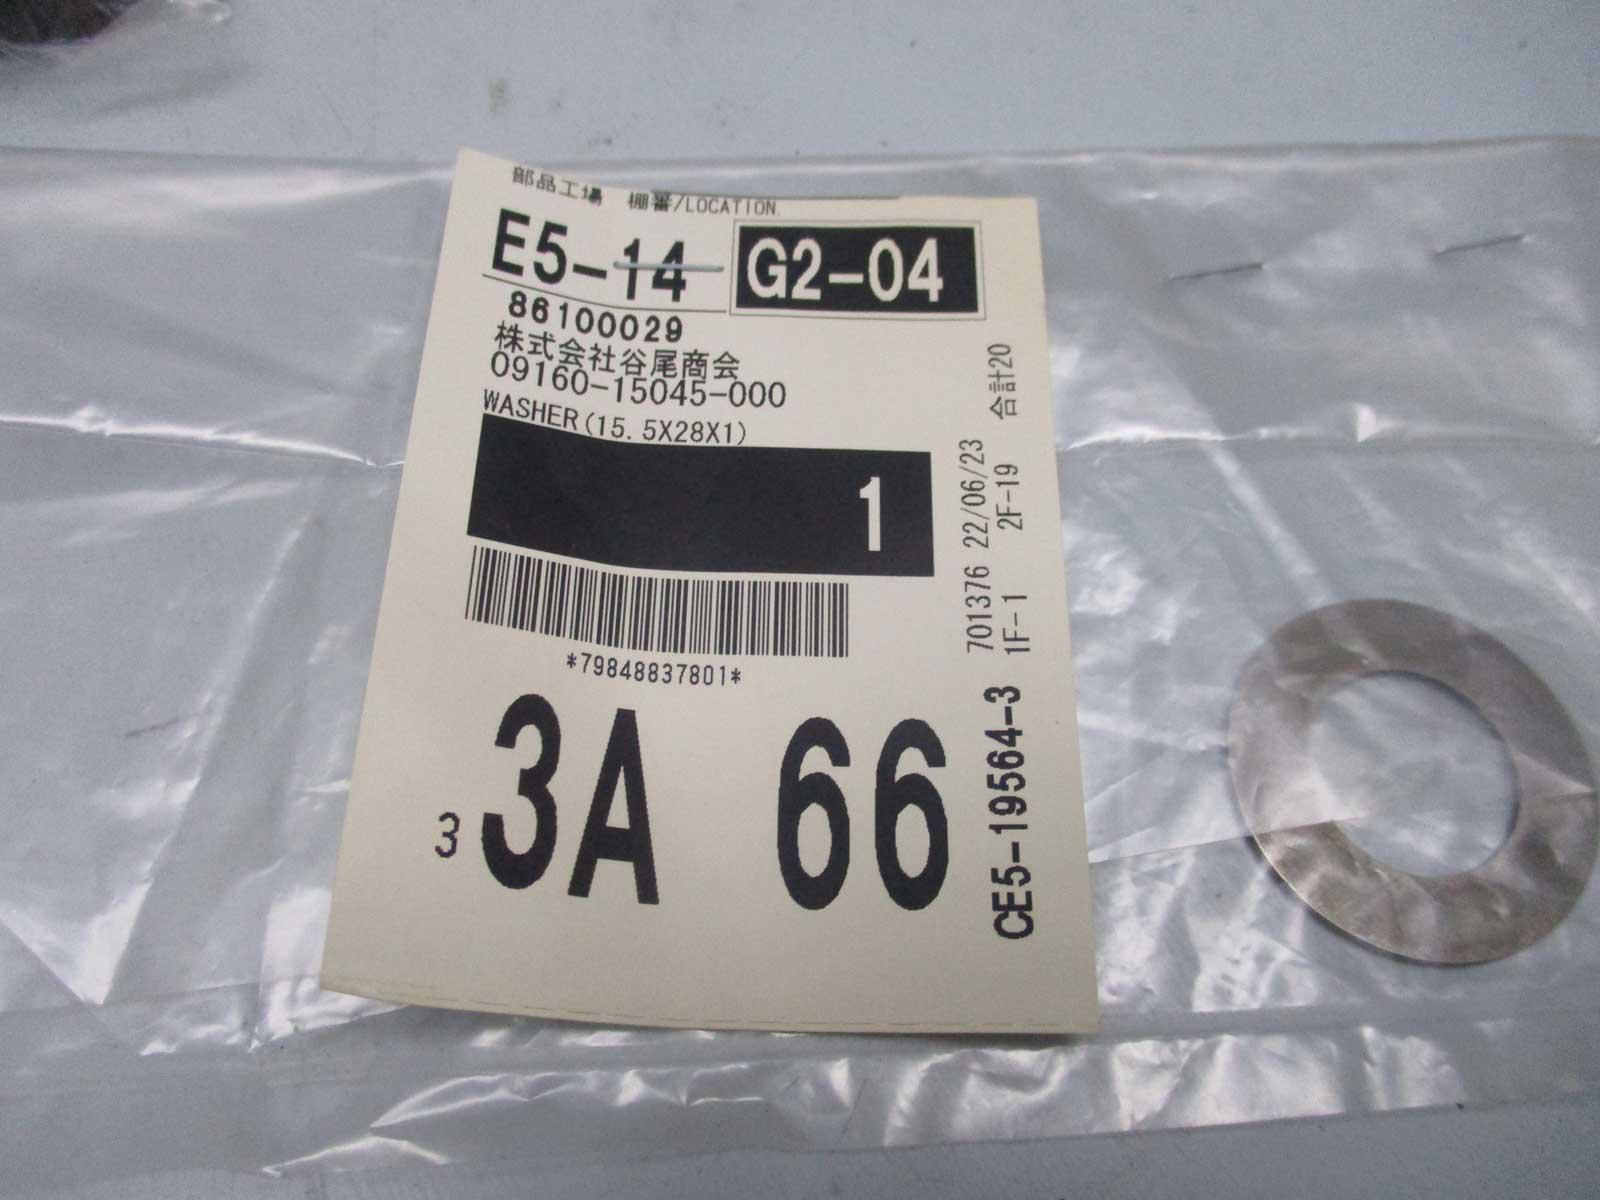 部品工場 棚番/LOCATION.
E5-14 G2-04
86100029
株式会社谷尾商会
09160-15045-000
WASHER(15.5X28X1)
1
*79848837801*
3 3A 66
CE5-19564-3
701376 22/06/23
1F-1 2F-19 合計20